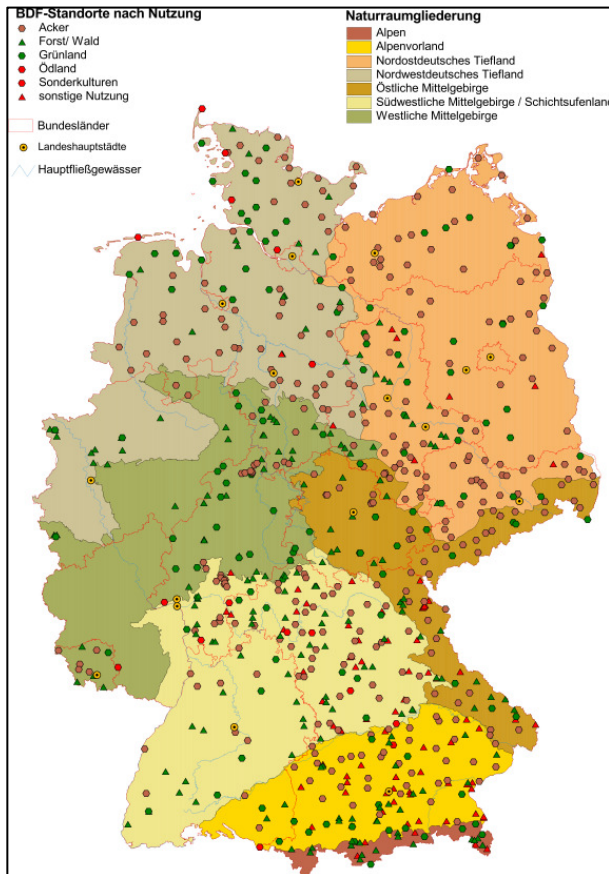 BDF-Standorte nach Nutzung
Acker
Forst/ Wald
Grünland
Ödland
Sonderkulturen
sonstige Nutzung
Bundesländer
Landeshauptstädte
Hauptfließgewässer
Naturraumgliederung
Alpen
Alpenvorland
Nordostdeutsches Tiefland
Nordwestdeutsches Tiefland
Östliche Mittelgebirge
Südwestliche Mittelgebirge / Schichtsufenland
Westliche Mittelgebirge